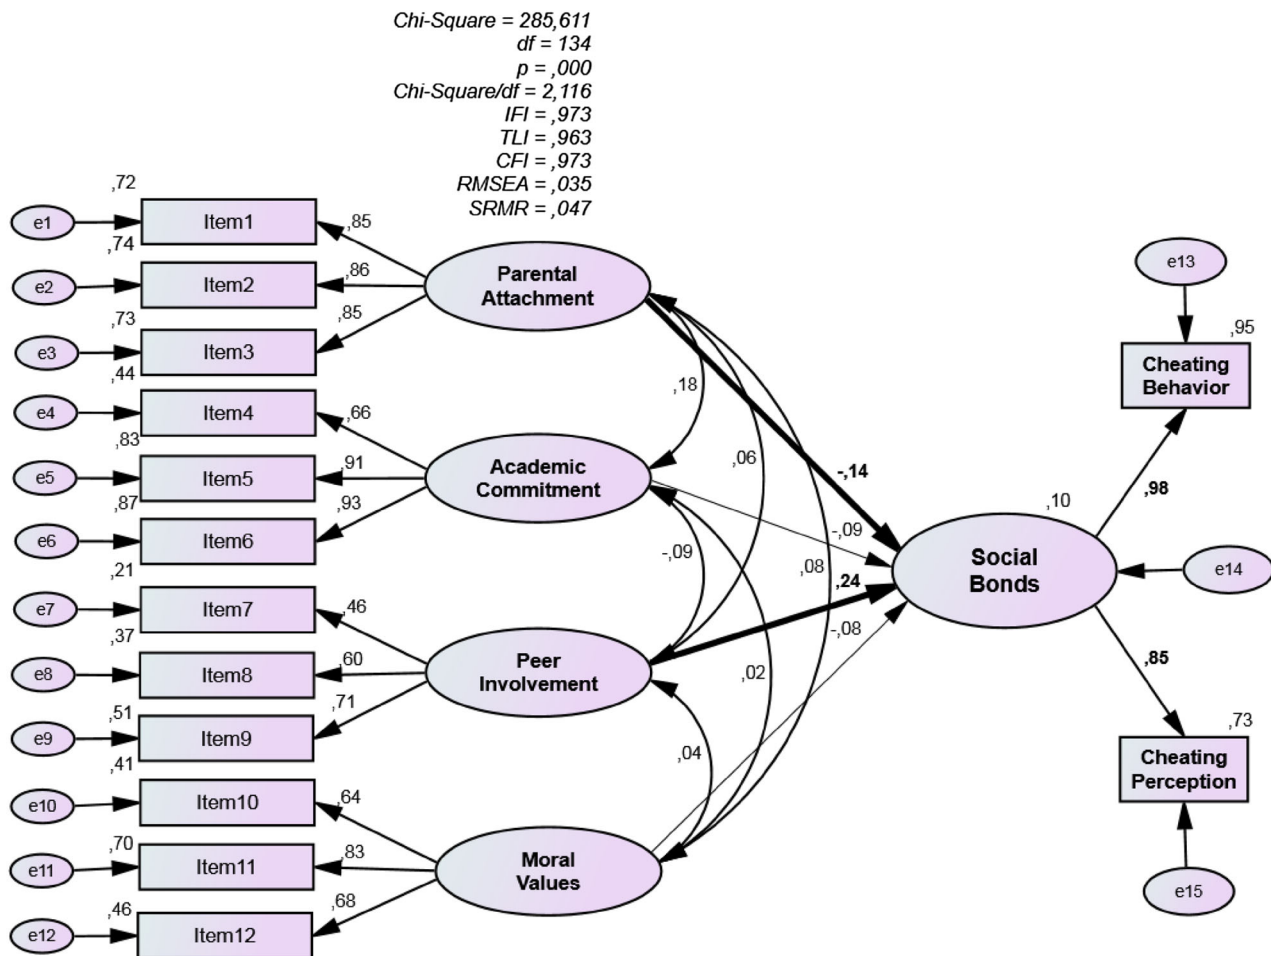 Chi-Square = 285,611
df = 134
p = ,000
Chi-Square/df = 2,116
IFI = ,973
TLI = ,963
CFI = ,973
RMSEA = ,035
SRMR = ,047
,72
e1
Item1
,85
,74
e2
Item2
,86
,73
e3
Item3
,85
Parental
Attachment
,44
e4
Item4
,66
,83
e5
Item5
,91
,87
e6
Item6
,93
Academic
Commitment
,21
e7
Item7
,46
,37
e8
Item8
,60
,51
e9
Item9
,71
Peer
Involvement
,41
e10
Item10
,64
,70
e11
Item11
,83
,46
e12
Item12
,68
Moral
Values
,18
,06
-,14
-,09
-,09
,08
,24
-,08
,02
,04
,10
Social
Bonds
e14
e13
,95
Cheating
Behavior
,98
,85
,73
Cheating
Perception
e15